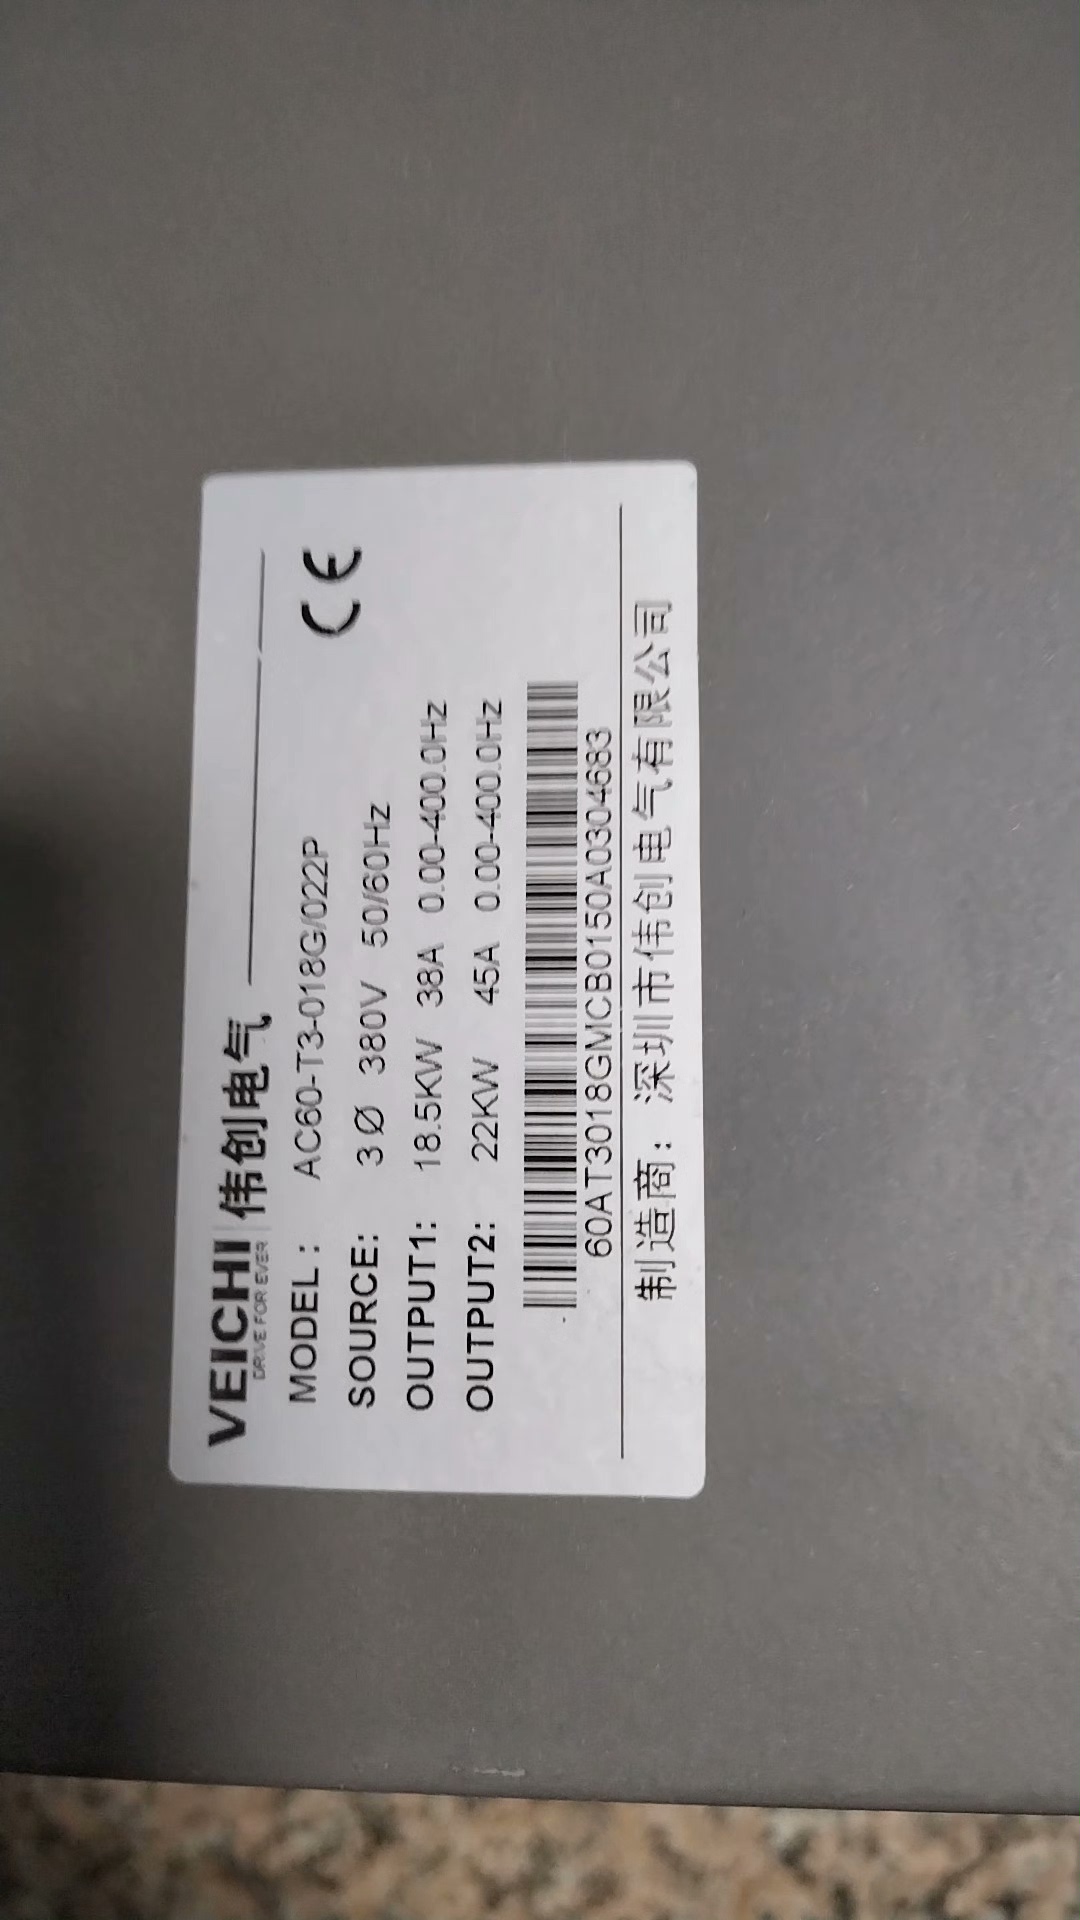 VEICHI 伟创电气
DRIVE FOR EVER
MODEL: AC60-T3-018G/022P
CE
SOURCE: 3Ø 380V 50/60Hz
OUTPUT1: 18.5KW 38A 0.00-400.0Hz
OUTPUT2: 22KW 45A 0.00-400.0Hz
60AT3018GMCB0150A0304683
制造商：深圳市伟创电气有限公司